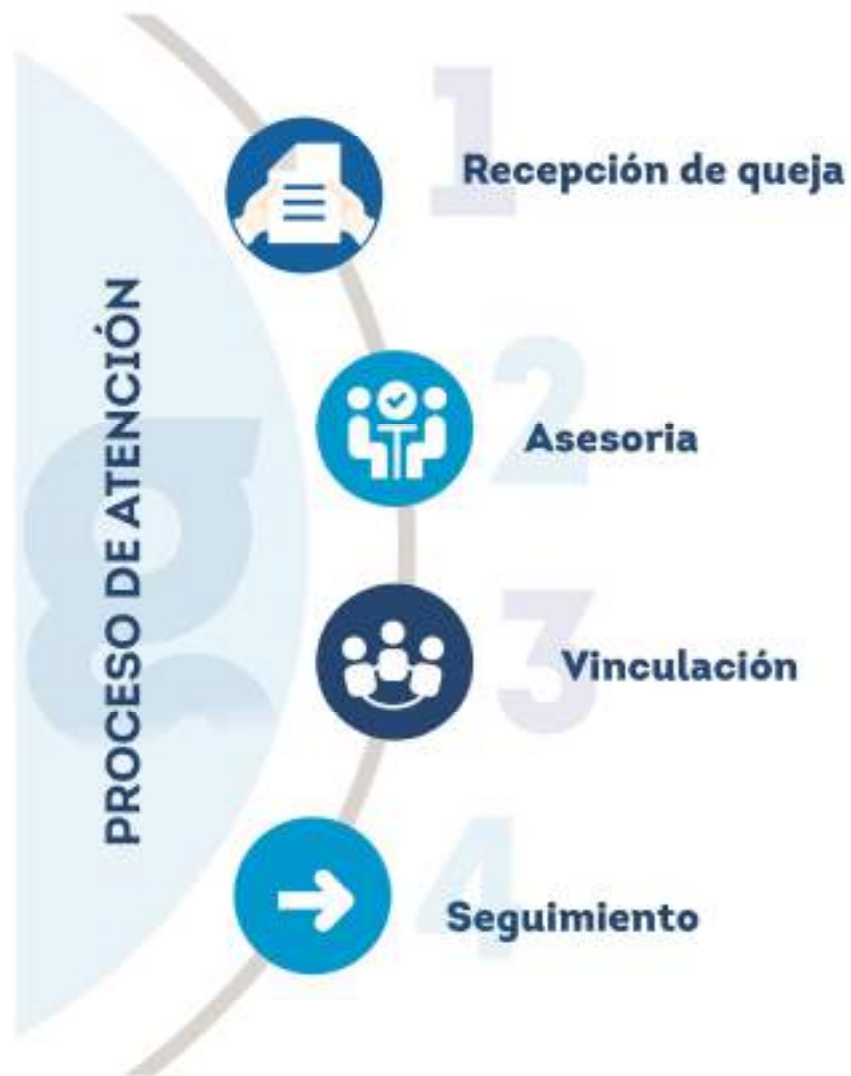 PROCESO DE ATENCIÓN
1
Recepción de queja
2
Asesoria
3
Vinculación
4
Seguimiento
g